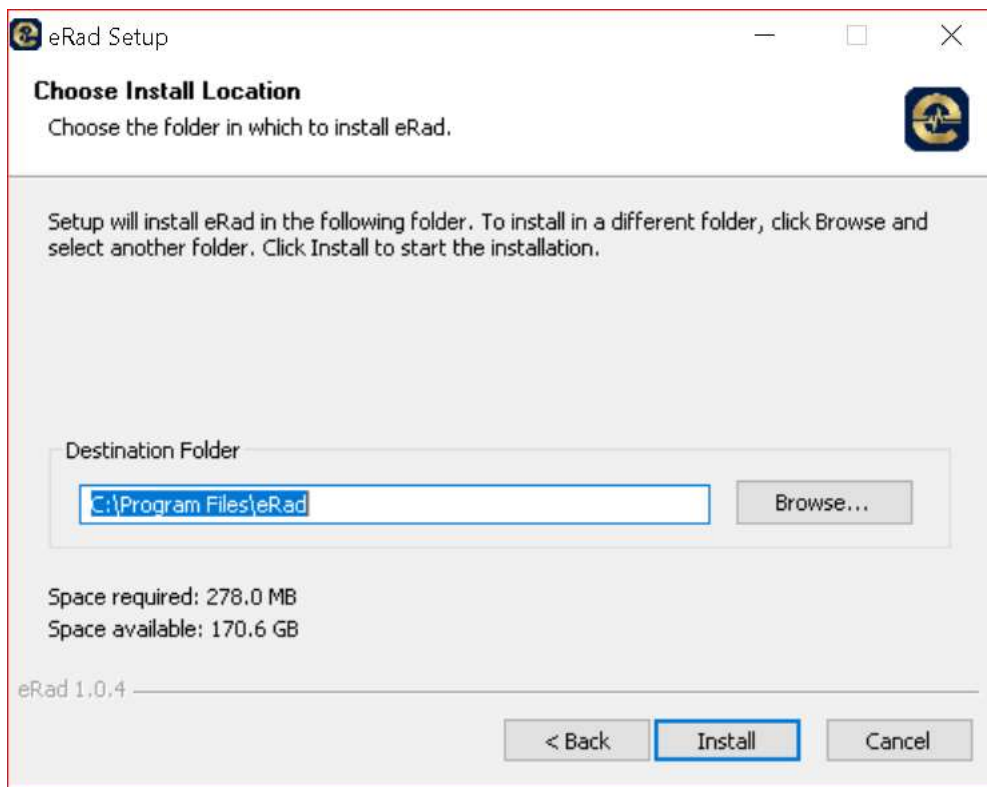 eRad Setup
Choose Install Location
Choose the folder in which to install eRad.
Setup will install eRad in the following folder. To install in a different folder, click Browse and
select another folder. Click Install to start the installation.
Destination Folder
C:\Program Files\eRad
Browse...
Space required: 278.0 MB
Space available: 170.6 GB
eRad 1.0.4
< Back
Install
Cancel